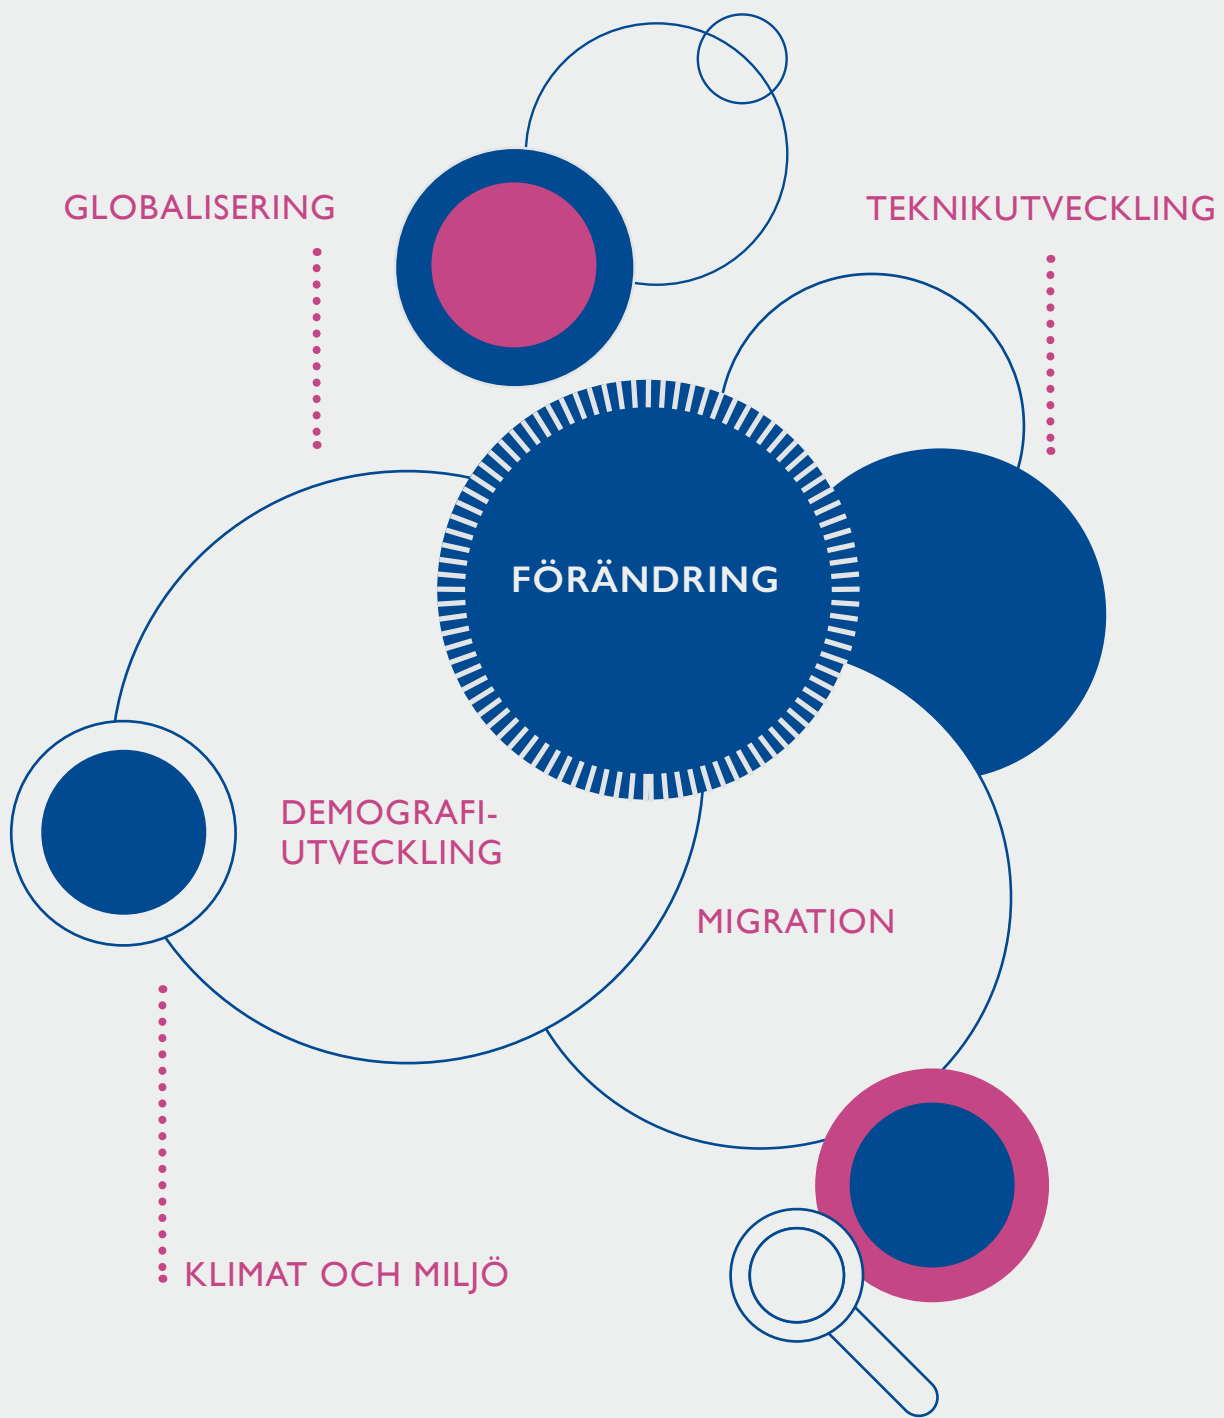 GLOBALISERING
TEKNIKUTVECKLING
FÖRÄNDRING
DEMOGRAFI-
UTVECKLING
MIGRATION
KLIMAT OCH MILJÖ